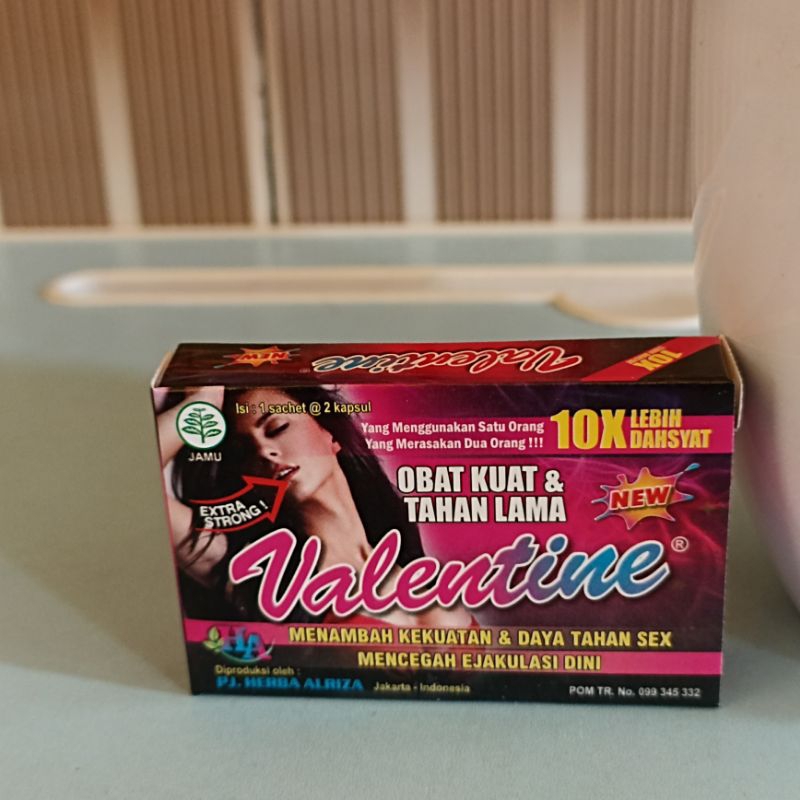 Valentine
NEW
10X
Isi : 1 sachet @ 2 kapsul
JAMU
Yang Menggunakan Satu Orang
Yang Merasakan Dua Orang !!!
10X LEBIH DAHSYAT
EXTRA STRONG !
OBAT KUAT &
TAHAN LAMA
NEW
Valentine ®
MENAMBAH KEKUATAN & DAYA TAHAN SEX
MENCEGAH EJAKULASI DINI
HA
Diproduksi oleh :
PJ. HERBA ALRIZA Jakarta - Indonesia
POM TR. No. 099 345 332